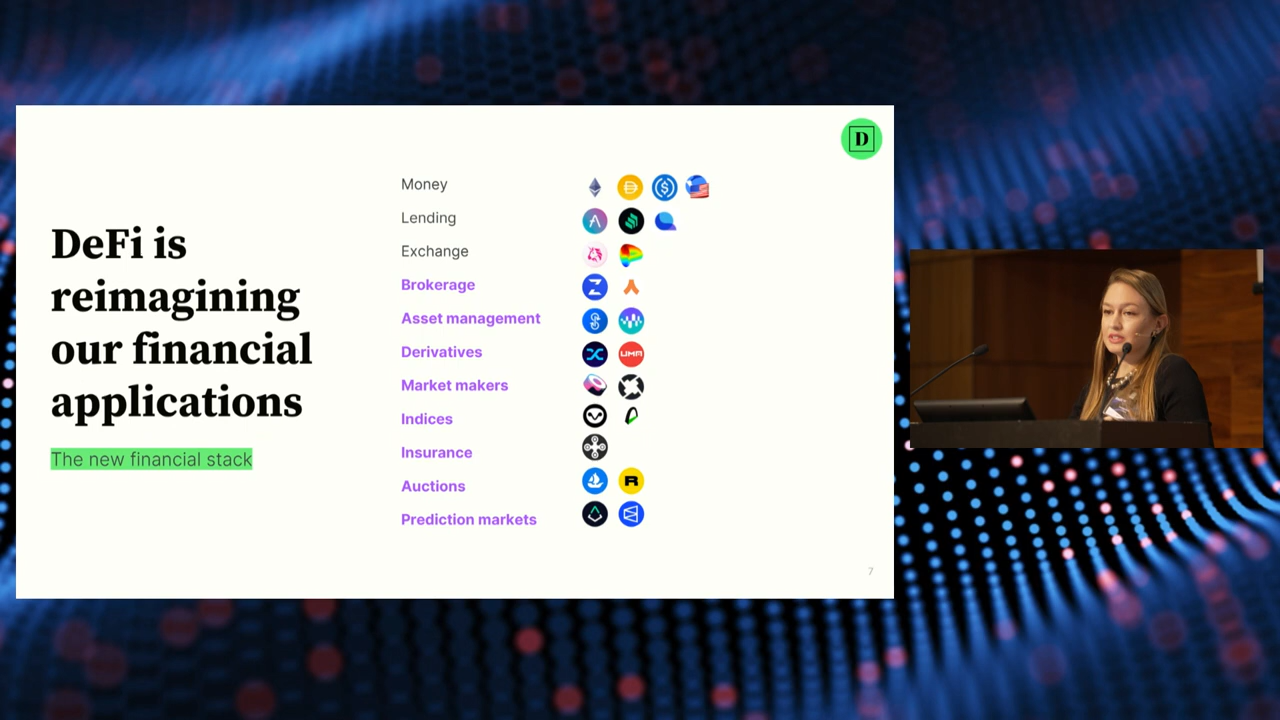 D
DeFi is
reimagining
our financial
applications
The new financial stack
Money
Lending
Exchange
Brokerage
Asset management
Derivatives
UMA
Market makers
Indices
Insurance
Auctions
R
Prediction markets
7